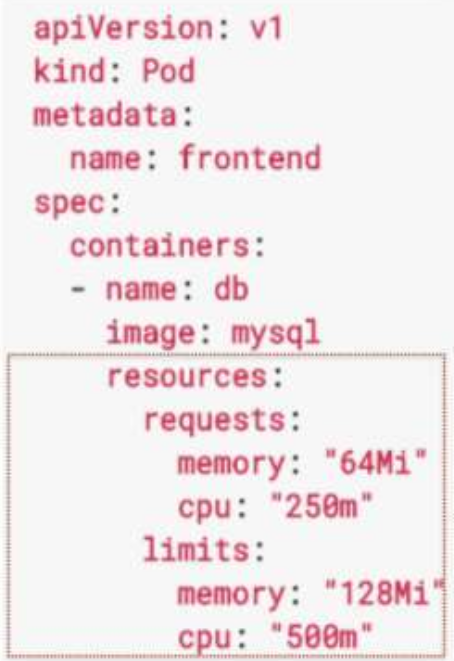 apiVersion: v1
kind: Pod
metadata:
  name: frontend
spec:
  containers:
  - name: db
    image: mysql
    resources:
      requests:
        memory: "64Mi"
        cpu: "250m"
      limits:
        memory: "128Mi"
        cpu: "500m"